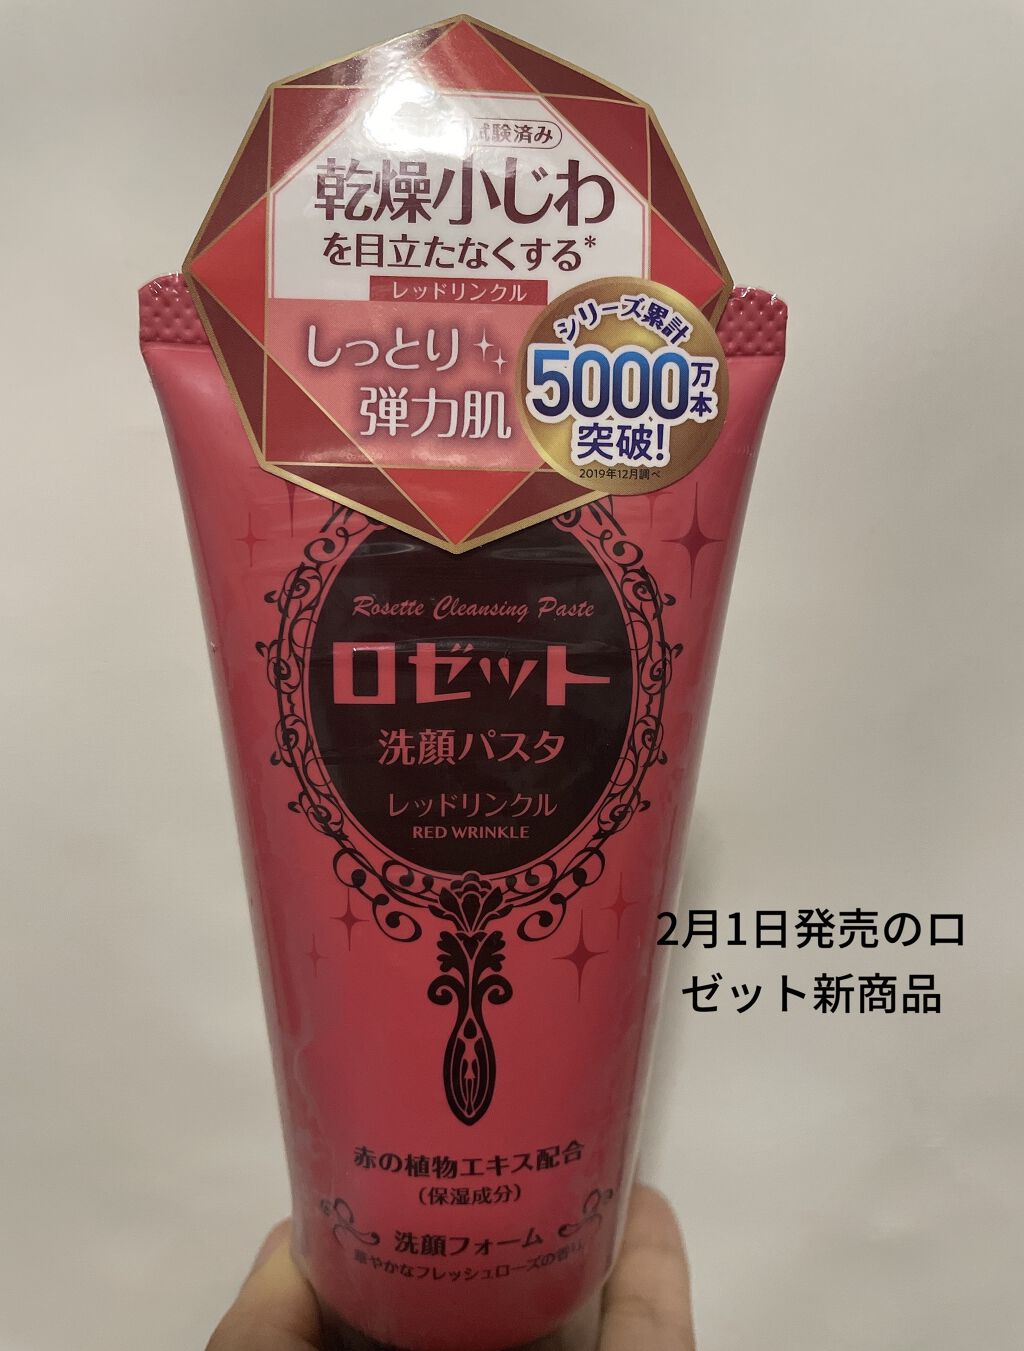 試験済み
乾燥小じわ
を目立たなくする*
レッドリンクル
しっとり
弾力肌
シリーズ累計
5000万本
突破!
2019年12月調べ
Rosette Cleansing Paste
ロゼット
洗顔パスタ
レッドリンクル
RED WRINKLE
2月1日発売のロ
ゼット新商品
赤の植物エキス配合
(保湿成分)
洗顔フォーム
華やかなフレッシュローズの香り